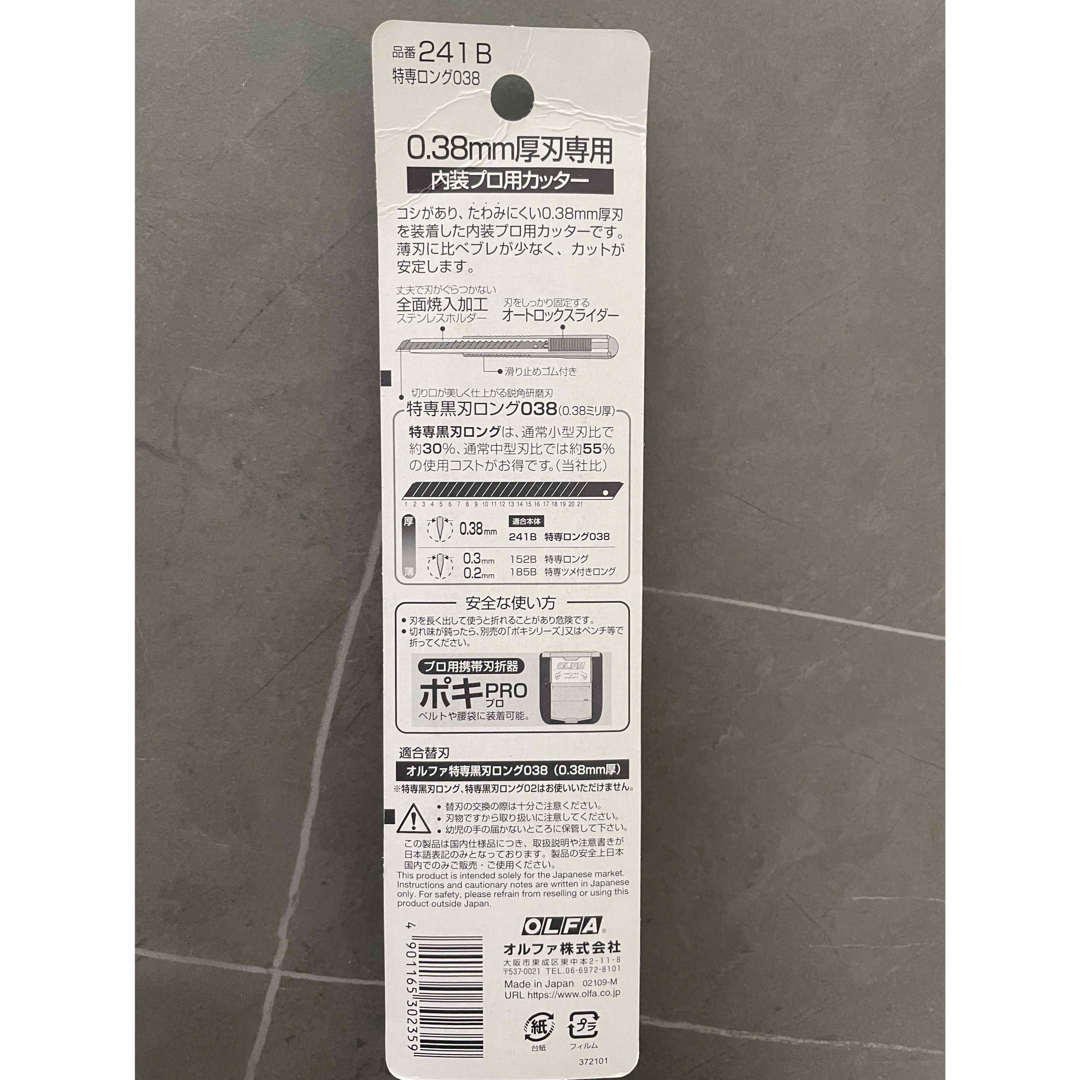 品番241B
特専ロング038
0.38mm厚刃専用
内装プロ用カッター
コシがあり、たわみにくい0.38mm厚刃
を装着した内装プロ用カッターです。
薄刃に比べブレが少なく、カットが
安定します。
丈夫で刃がぐらつかない
全面焼入加工
ステンレスホルダー
刃をしっかり固定する
オートロックスライダー
滑り止めゴム付き
切り口が美しく仕上がる鋭角研磨刃
特専黒刃ロング038(0.38ミリ厚)
特専黒刃ロングは、通常小型刃比で
約30%、通常中型刃比では約55%
の使用コストがお得です。(当社比)
1 2 3 4 5 6 7 8 9 10 11 12 13 14 15 16 17 18 19 20 21
厚
0.38mm
適合本体
241B 特専ロング038
0.3mm 152B 特専ロング
薄
0.2mm 185B 特専ツメ付きロング
安全な使い方
• 刃を長く出して使うと折れることがあり危険です。
• 切れ味が鈍ったら、別売の「ポキシリーズ」又はペンチ等で
折ってください。
プロ用携帯刃折器
ポキPRO
プロ
ベルトや腰袋に装着可能。
OLFA
適合替刃
オルファ特専黒刃ロング038(0.38mm厚)
※特専黒刃ロング、特専黒刃ロング02はお使いいただけません。
• 替刃の交換の際は十分ご注意ください。
• 刃物ですから取り扱いに注意してください。
• 幼児の手の届かないところに保管して下さい。
この製品は国内仕様品につき、取扱説明や注意書きが
日本語表記のみとなっております。製品の安全上日本
国内でのみご販売・ご使用ください。
This product is intended solely for the Japanese market.
Instructions and cautionary notes are written in Japanese
only. For safety, please refrain from reselling or using this
product outside Japan.
4 901165 302359
OLFA®
オルファ株式会社
大阪市東成区東中本2-11-8
〒537-0021 TEL.06-6972-8101
Made in Japan 02109-M
URL https://www.olfa.co.jp
紙
台紙
プラ
フィルム
372101